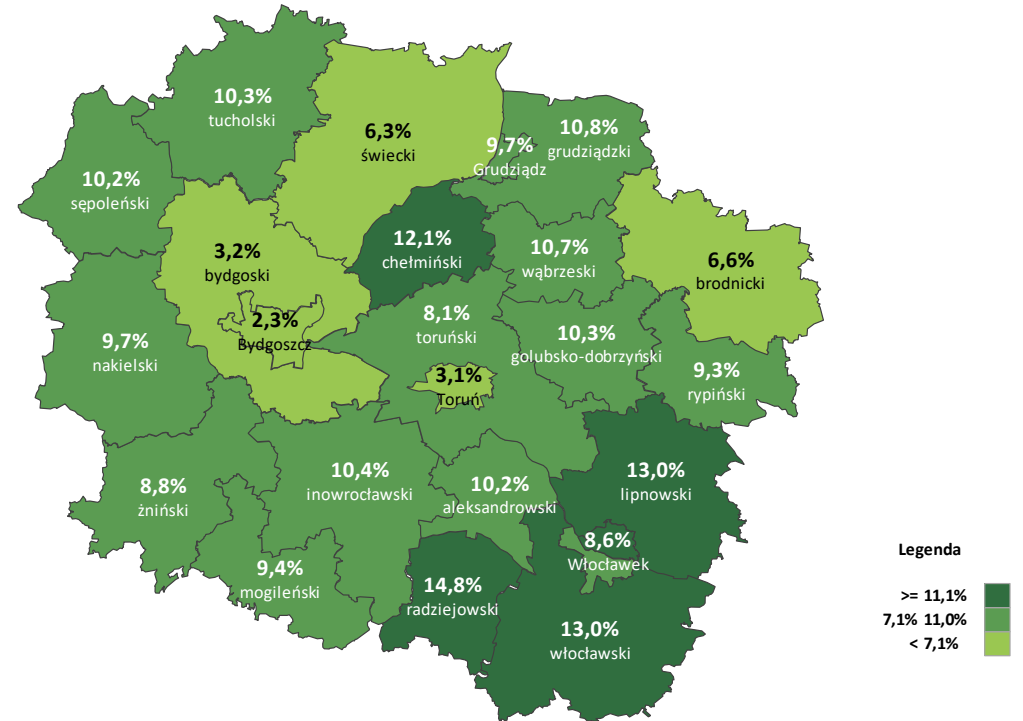 10,3%
tucholski
6,3%
świecki
10,8%
grudziądzki
9,7%
Grudziądz
10,2%
sępoleński
12,1%
chełmiński
10,7%
wąbrzeski
3,2%
bydgoski
6,6%
brodnicki
2,3%
Bydgoszcz
8,1%
toruński
10,3%
golubsko-dobrzyński
9,7%
nakielski
3,1%
Toruń
9,3%
rypiński
8,8%
żniński
10,4%
inowrocławski
10,2%
aleksandrowski
13,0%
lipnowski
8,6%
Włocławek
9,4%
mogileński
14,8%
radziejowski
13,0%
włocławski
Legenda
>= 11,1%
7,1% 11,0%
< 7,1%